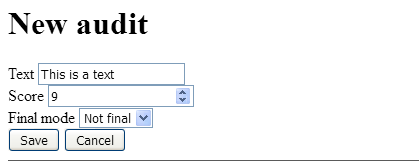 New audit
Text This is a text
Score 9
Final mode Not final
Save Cancel